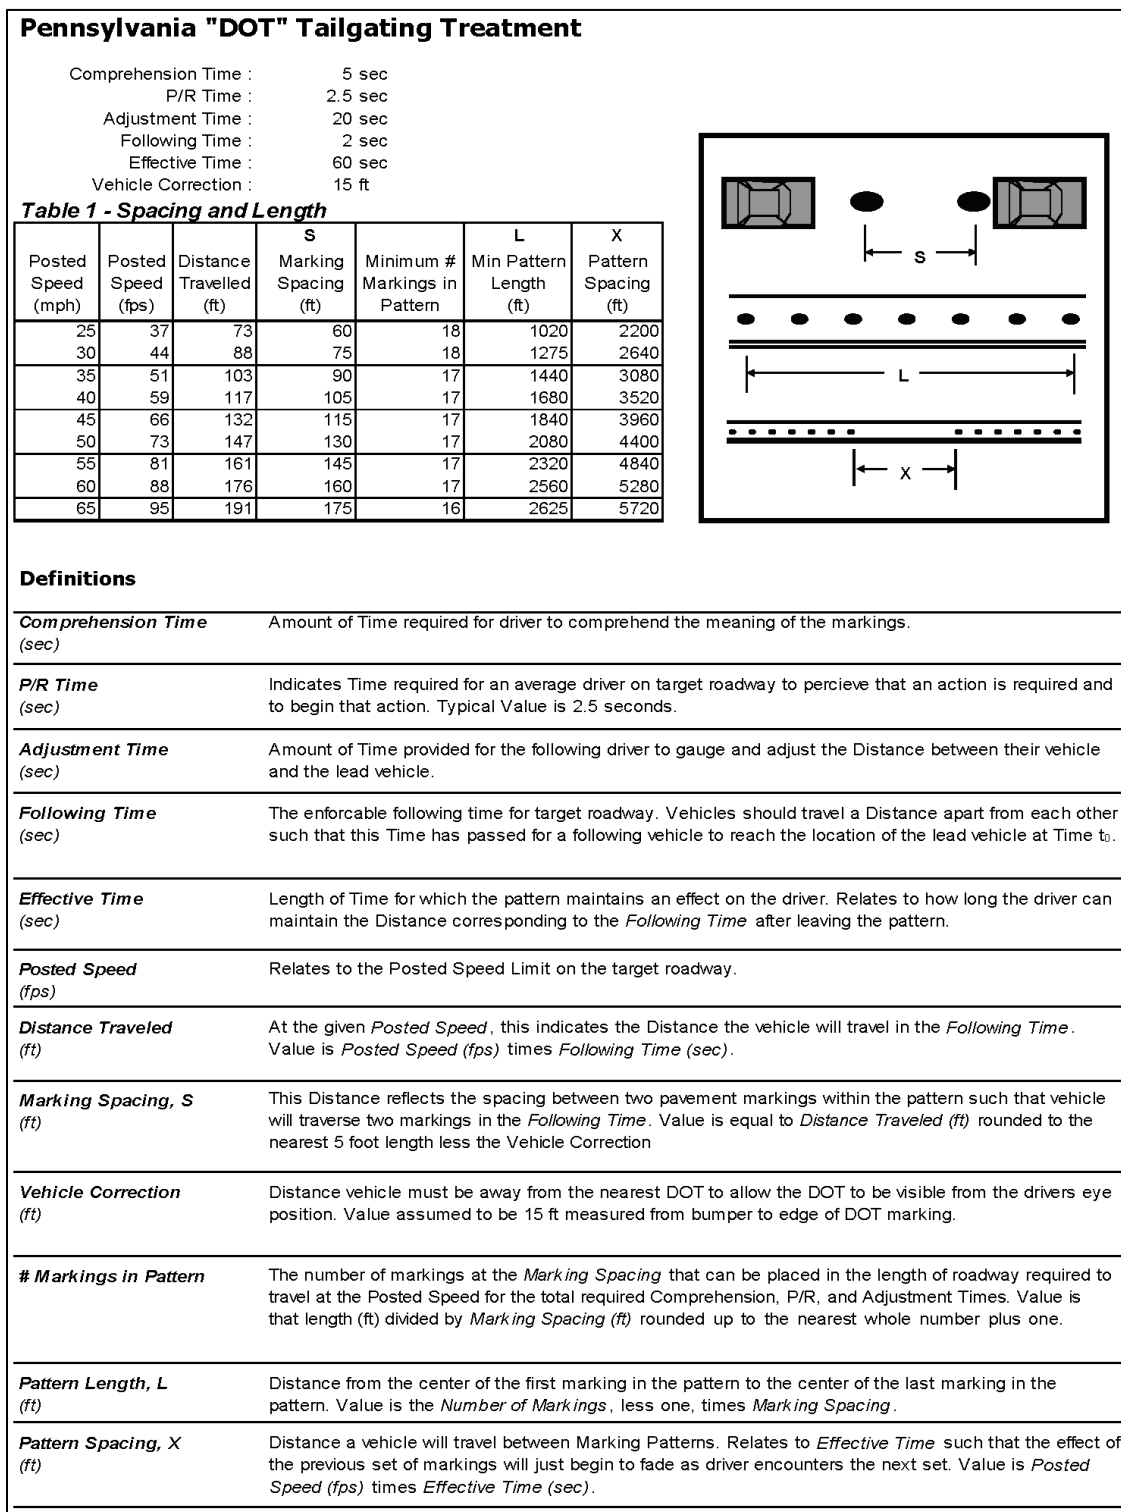 Pennsylvania "DOT" Tailgating Treatment
Comprehension Time : 5 sec
P/R Time : 2.5 sec
Adjustment Time : 20 sec
Following Time : 2 sec
Effective Time : 60 sec
Vehicle Correction : 15 ft
Table 1 - Spacing and Length
S L X
Posted Posted Distance Marking Minimum # Min Pattern Pattern
Speed Speed Travelled Spacing Markings in Length Spacing
(mph) (fps) (ft) (ft) Pattern (ft) (ft)
25 37 73 60 18 1020 2200
30 44 88 75 18 1275 2640
35 51 103 90 17 1440 3080
40 59 117 105 17 1680 3520
45 66 132 115 17 1840 3960
50 73 147 130 17 2080 4400
55 81 161 145 17 2320 4840
60 88 176 160 17 2560 5280
65 95 191 175 16 2625 5720
S
L
X
Definitions
Comprehension Time Amount of Time required for driver to comprehend the meaning of the markings.
(sec)
P/R Time Indicates Time required for an average driver on target roadway to percieve that an action is required and
(sec) to begin that action. Typical Value is 2.5 seconds.
Adjustment Time Amount of Time provided for the following driver to gauge and adjust the Distance between their vehicle
(sec) and the lead vehicle.
Following Time The enforcable following time for target roadway. Vehicles should travel a Distance apart from each other
(sec) such that this Time has passed for a following vehicle to reach the location of the lead vehicle at Time t₀.
Effective Time Length of Time for which the pattern maintains an effect on the driver. Relates to how long the driver can
(sec) maintain the Distance corresponding to the Following Time after leaving the pattern.
Posted Speed Relates to the Posted Speed Limit on the target roadway.
(fps)
Distance Traveled At the given Posted Speed, this indicates the Distance the vehicle will travel in the Following Time.
(ft) Value is Posted Speed (fps) times Following Time (sec).
Marking Spacing, S This Distance reflects the spacing between two pavement markings within the pattern such that vehicle
(ft) will traverse two markings in the Following Time. Value is equal to Distance Traveled (ft) rounded to the
nearest 5 foot length less the Vehicle Correction
Vehicle Correction Distance vehicle must be away from the nearest DOT to allow the DOT to be visible from the drivers eye
(ft) position. Value assumed to be 15 ft measured from bumper to edge of DOT marking.
# Markings in Pattern The number of markings at the Marking Spacing that can be placed in the length of roadway required to
travel at the Posted Speed for the total required Comprehension, P/R, and Adjustment Times. Value is
that length (ft) divided by Marking Spacing (ft) rounded up to the nearest whole number plus one.
Pattern Length, L Distance from the center of the first marking in the pattern to the center of the last marking in the
(ft) pattern. Value is the Number of Markings, less one, times Marking Spacing.
Pattern Spacing, X Distance a vehicle will travel between Marking Patterns. Relates to Effective Time such that the effect of
(ft) the previous set of markings will just begin to fade as driver encounters the next set. Value is Posted
Speed (fps) times Effective Time (sec).